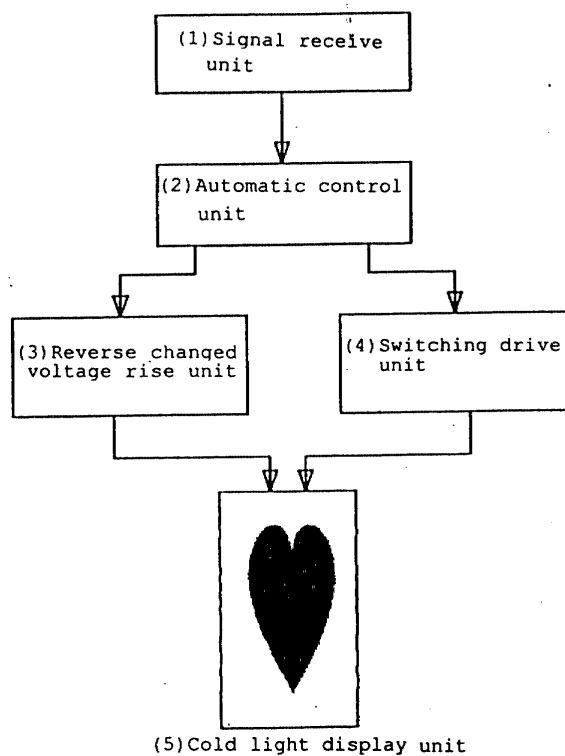 (1)Signal receive
unit
(2)Automatic control
unit
(3)Reverse changed
voltage rise unit
(4)Switching drive
unit
(5)Cold light display unit